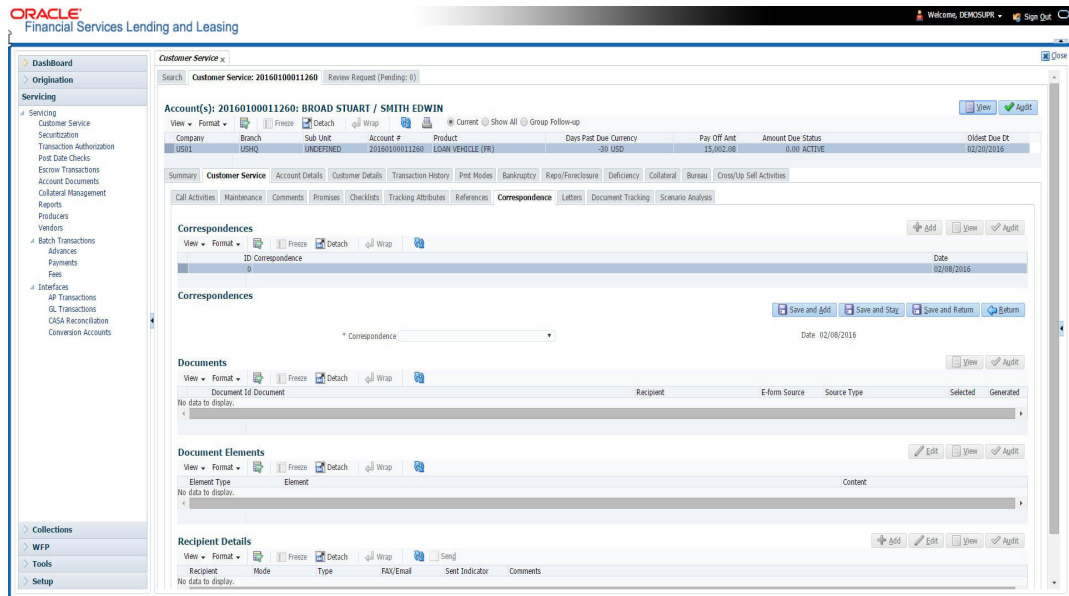 ORACLE
Financial Services Lending and Leasing
Welcome, DEMOSUPR Sign Out
DashBoard
Origination
Servicing
Servicing
Customer Service
Securitization
Transaction Authorization
Post Date Checks
Escrow Transactions
Account Documents
Collateral Management
Reports
Producers
Vendors
Batch Transactions
Advances
Payments
Fees
Interfaces
AP Transactions
GL Transactions
CASA Reconciliation
Conversion Accounts
Collections
WFP
Tools
Setup
Customer Service x Close
Search Customer Service: 20160100011260 Review Request (Pending: 0)
Account(s): 20160100011260: BROAD STUART / SMITH EDWIN View Audit
View Format Freeze Detach Wrap Current Show All Group Follow-up
Company Branch Sub Unit Account # Product Days Past Due Currency Pay Off Amt Amount Due Status Oldest Due Dt
US01 USHQ UNDEFINED 20160100011260 LOAN VEHICLE (FR) -30 USD 15,002.08 0.00 ACTIVE 02/20/2016
Summary Customer Service Account Details Customer Details Transaction History Pmt Modes Bankruptcy Repo/Foreclosure Deficiency Collateral Bureau Cross/Up Sell Activities
Call Activities Maintenance Comments Promises Checklists Tracking Attributes References Correspondence Letters Document Tracking Scenario Analysis
Correspondences Add View Audit
View Format Freeze Detach Wrap
ID Correspondence Date
0 02/08/2016
Correspondences
Save and Add Save and Stay Save and Return Return
* Correspondence Date 02/08/2016
Documents View Audit
View Format Freeze Detach Wrap
Document Id Document Recipient E-form Source Source Type Selected Generated
No data to display.
Document Elements Edit View Audit
View Format Freeze Detach Wrap
Element Type Element Content
No data to display.
Recipient Details Add Edit View Audit
View Format Freeze Detach Wrap Send
Recipient Mode Type FAX/Email Sent Indicator Comments
No data to display.